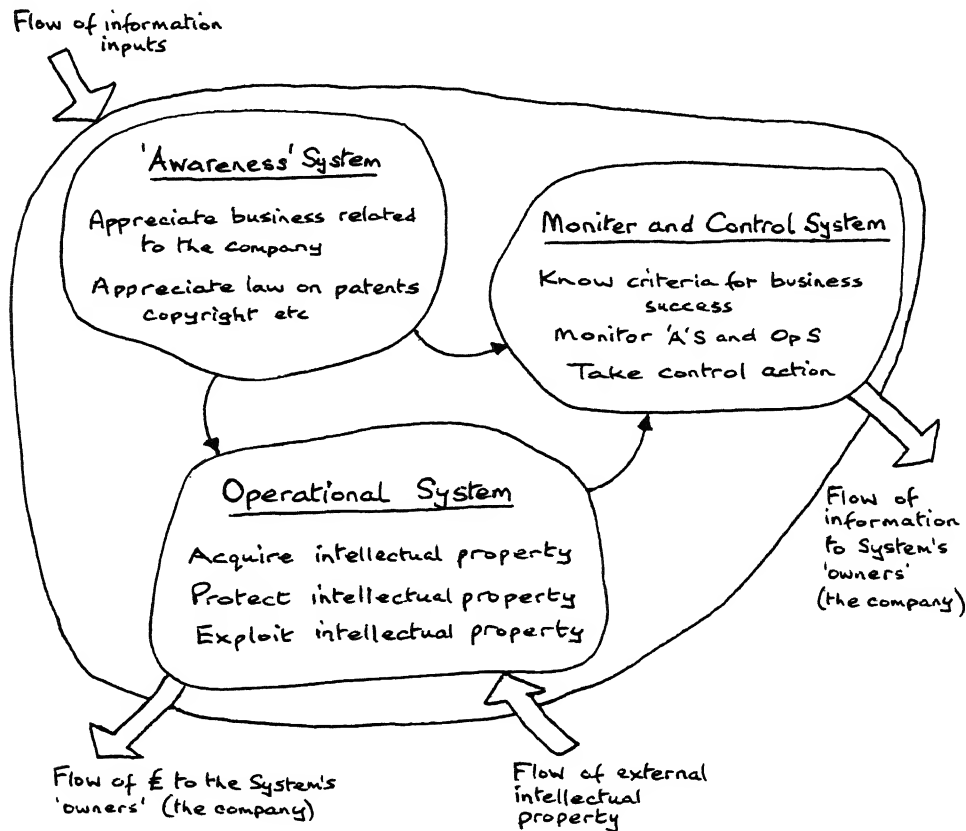 Flow of information
inputs
'Awareness' System
Appreciate business related
to the company
Appreciate law on patents
copyright etc
Moniter and Control System
Know criteria for business
success
Monitor 'A'S and OpS
Take control action
Operational System
Acquire intellectual property
Protect intellectual property
Exploit intellectual property
Flow of
information
to System's
'owners'
(the company)
Flow of £ to the System's
'owners' (the company)
Flow of external
intellectual
property